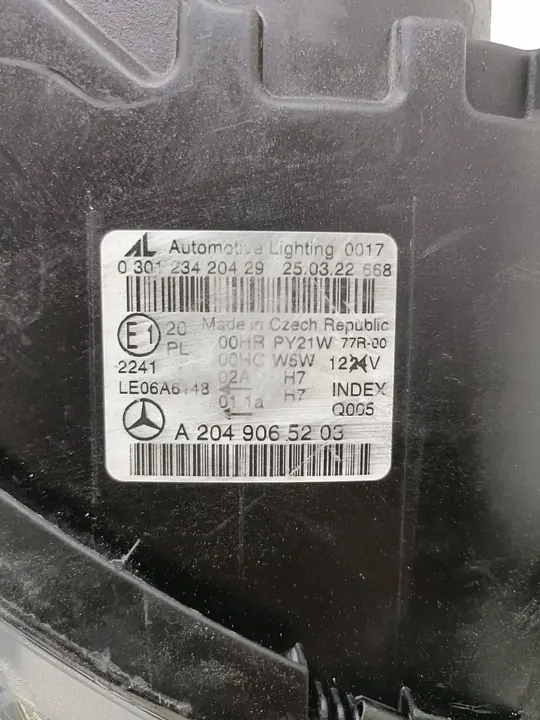 AL Automotive Lighting 0017
0 301 234 204 29 25.03.22 668
E1 20 Made in Czech Republic
PL 00HR PY21W 77R-00
2241 00HC W5W 1224V
LE06A6148 02A H7 INDEX
01 1a H7 Q005
A 204 906 52 03